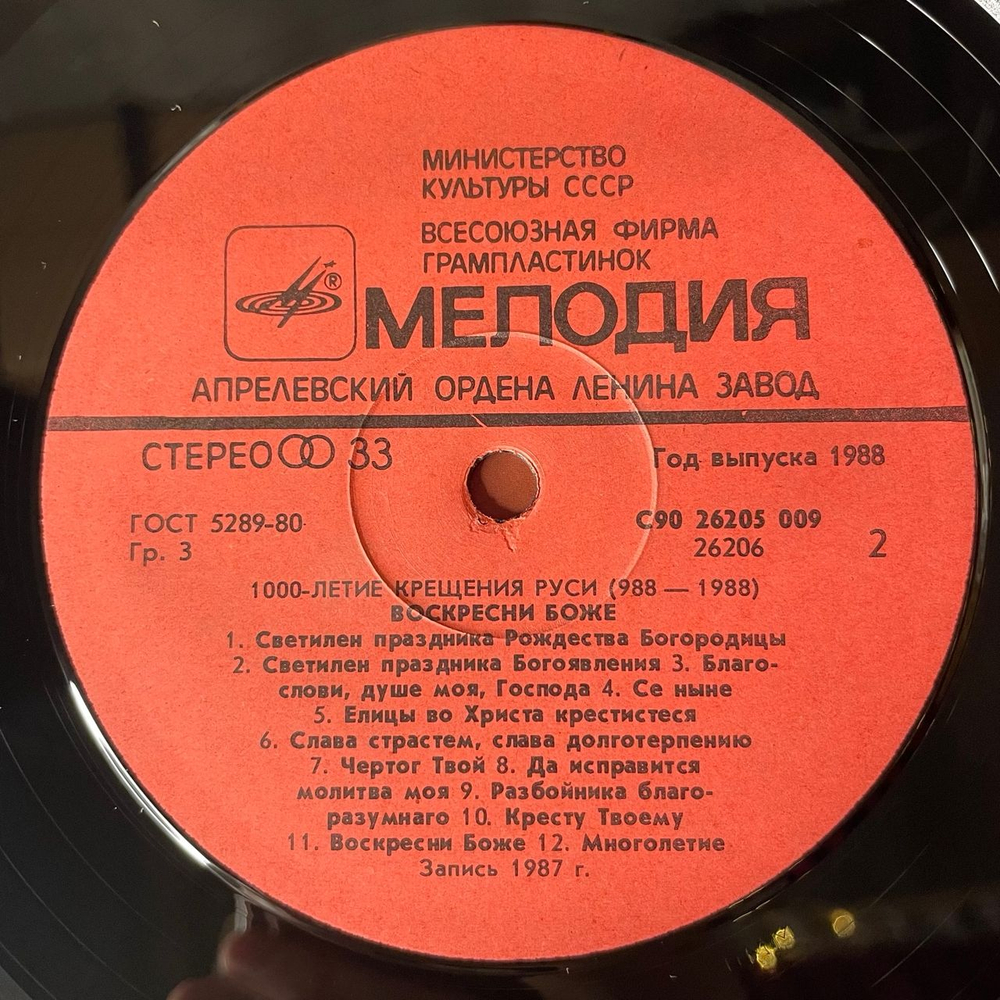 МИНИСТЕРСТВО
КУЛЬТУРЫ СССР
ВСЕСОЮЗНАЯ ФИРМА
ГРАМПЛАСТИНОК
®
МЕЛОДИЯ
АПРЕЛЕВСКИЙ ОРДЕНА ЛЕНИНА ЗАВОД
СТЕРЕО 33
Год выпуска 1988
ГОСТ 5289-80
Гр. 3
С90 26205 009
26206
2
1000-ЛЕТИЕ КРЕЩЕНИЯ РУСИ (988 — 1988)
ВОСКРЕСНИ БОЖЕ
1. Светилен праздника Рождества Богородицы
2. Светилен праздника Богоявления 3. Благо-
слови, душе моя, Господа 4. Се ныне
5. Елицы во Христа крестистеся
6. Слава страстем, слава долготерпению
7. Чертог Твой 8. Да исправится
молитва моя 9. Разбойника благо-
разумнаго 10. Кресту Твоему
11. Воскресни Боже 12. Многолетие
Запись 1987 г.